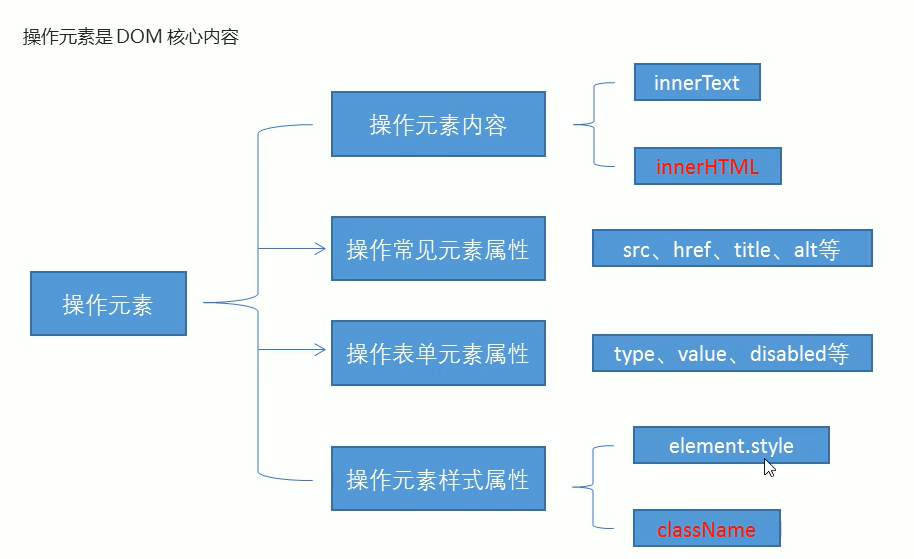 操作元素是 DOM 核心内容
操作元素
操作元素内容
innerText
innerHTML
操作常见元素属性
src、href、title、alt等
操作表单元素属性
type、value、disabled等
操作元素样式属性
element.style
className